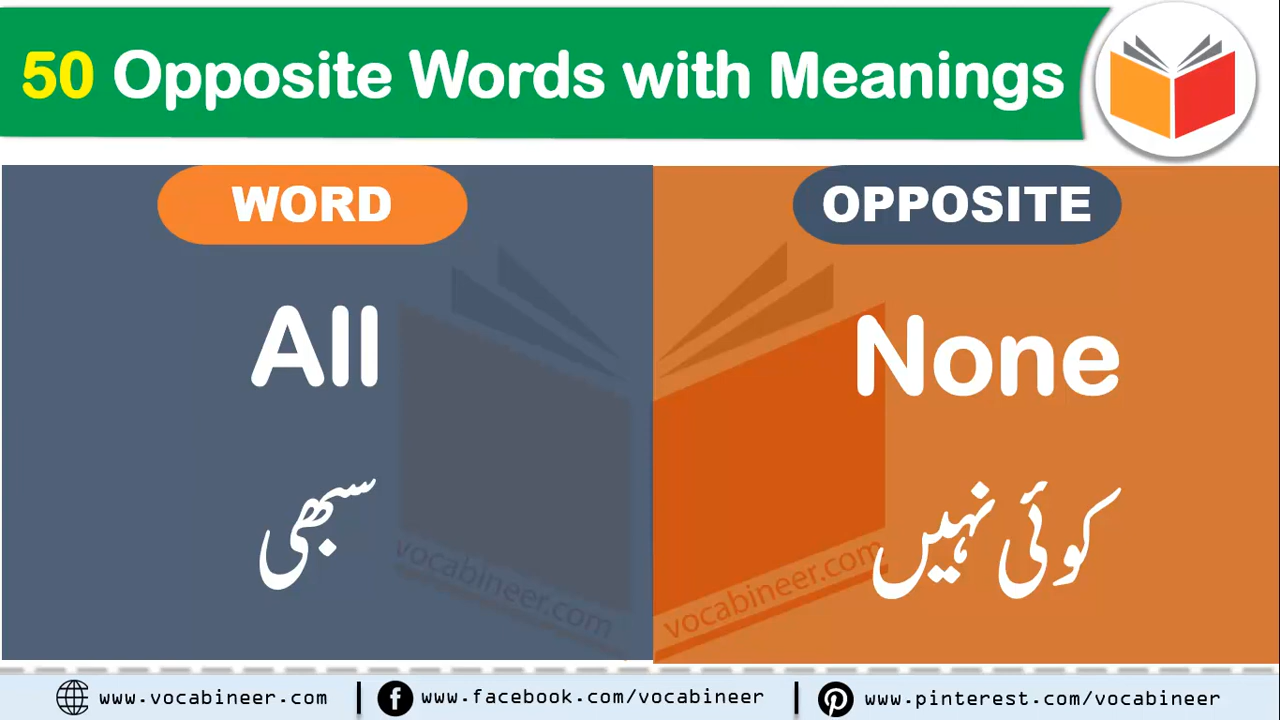 50 Opposite Words with Meanings
WORD
OPPOSITE
All
None
سبھی
کوئی نہیں
vocabineer.com
vocabineer.com
www.vocabineer.com
www.facebook.com/vocabineer
www.pinterest.com/vocabineer